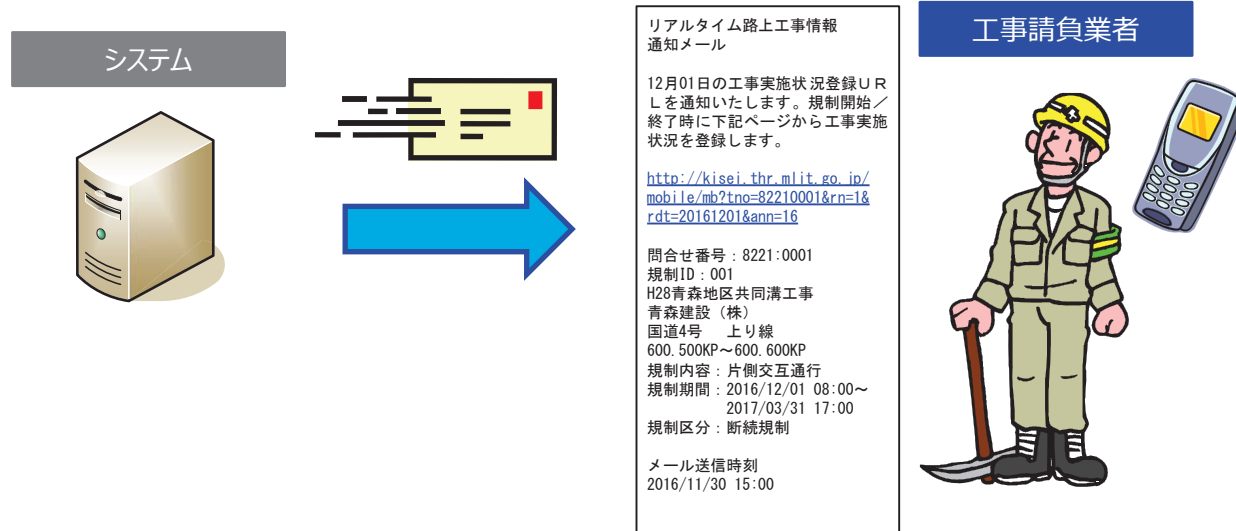 システム
リアルタイム路上工事情報
通知メール
12月01日の工事実施状況登録UR
Lを通知いたします。規制開始／
終了時に下記ページから工事実施
状況を登録します。
http://kisei.thr.mlit.go.jp/
mobile/mb?tno=82210001&rn=1&
rdt=20161201&ann=16
問合せ番号：8221:0001
規制ID：001
H28青森地区共同溝工事
青森建設（株）
国道4号　上り線
600.500KP～600.600KP
規制内容：片側交互通行
規制期間：2016/12/01 08:00～
2017/03/31 17:00
規制区分：断続規制
メール送信時刻
2016/11/30 15:00
工事請負業者